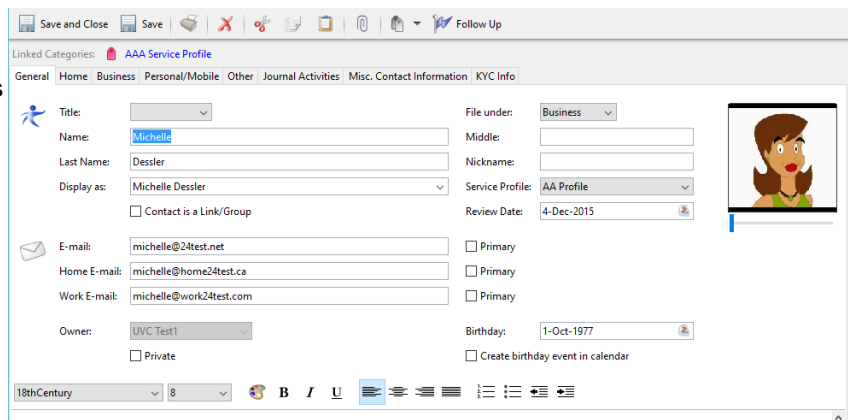 Save and Close Save Follow Up
Linked Categories: AAA Service Profile
s
General Home Business Personal/Mobile Other Journal Activities Misc. Contact Information KYC Info
Title: File under: Business
Name: Michelle Middle:
Last Name: Dessler Nickname:
Display as: Michelle Dessler Service Profile: AA Profile
Contact is a Link/Group Review Date: 4-Dec-2015
E-mail: michelle@24test.net Primary
Home E-mail: michelle@home24test.ca Primary
Work E-mail: michelle@work24test.com Primary
Owner: UVC Test1 Birthday: 1-Oct-1977
Private Create birthday event in calendar
18thCentury 8 B I U